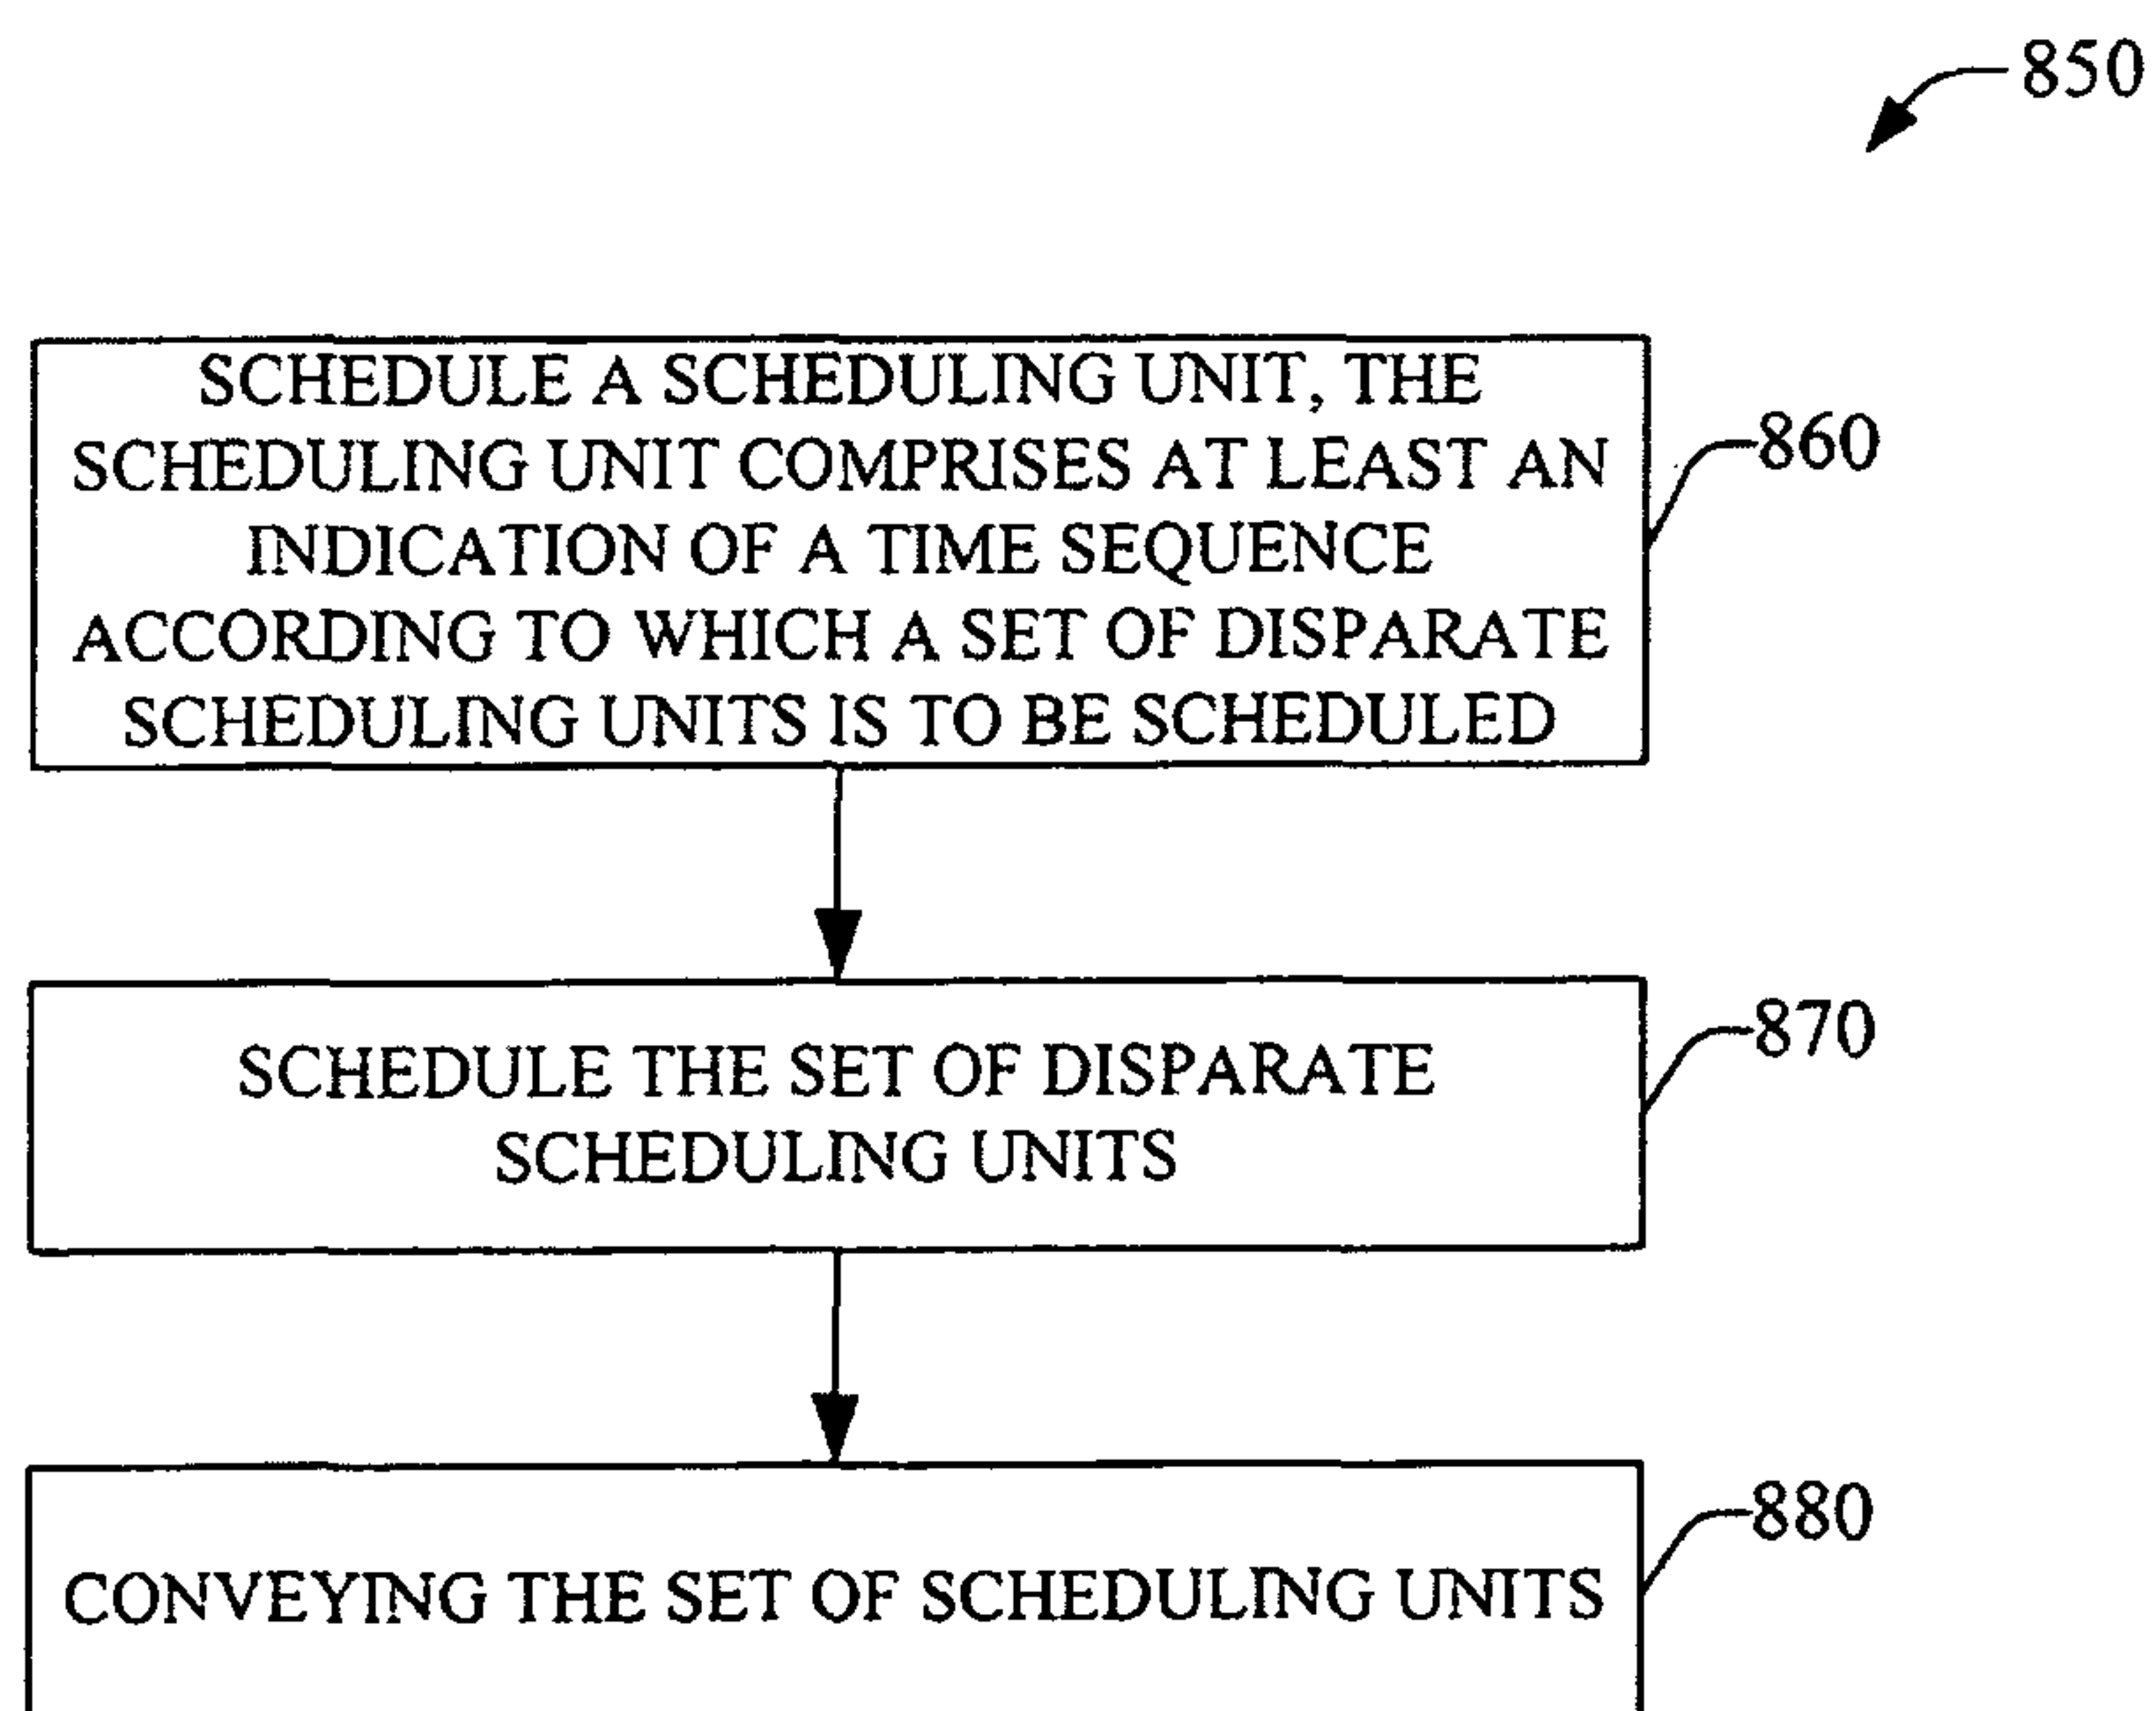 850
SCHEDULE A SCHEDULING UNIT, THE
SCHEDULING UNIT COMPRISES AT LEAST AN
INDICATION OF A TIME SEQUENCE
ACCORDING TO WHICH A SET OF DISPARATE
SCHEDULING UNITS IS TO BE SCHEDULED
860
SCHEDULE THE SET OF DISPARATE
SCHEDULING UNITS
870
CONVEYING THE SET OF SCHEDULING UNITS
880